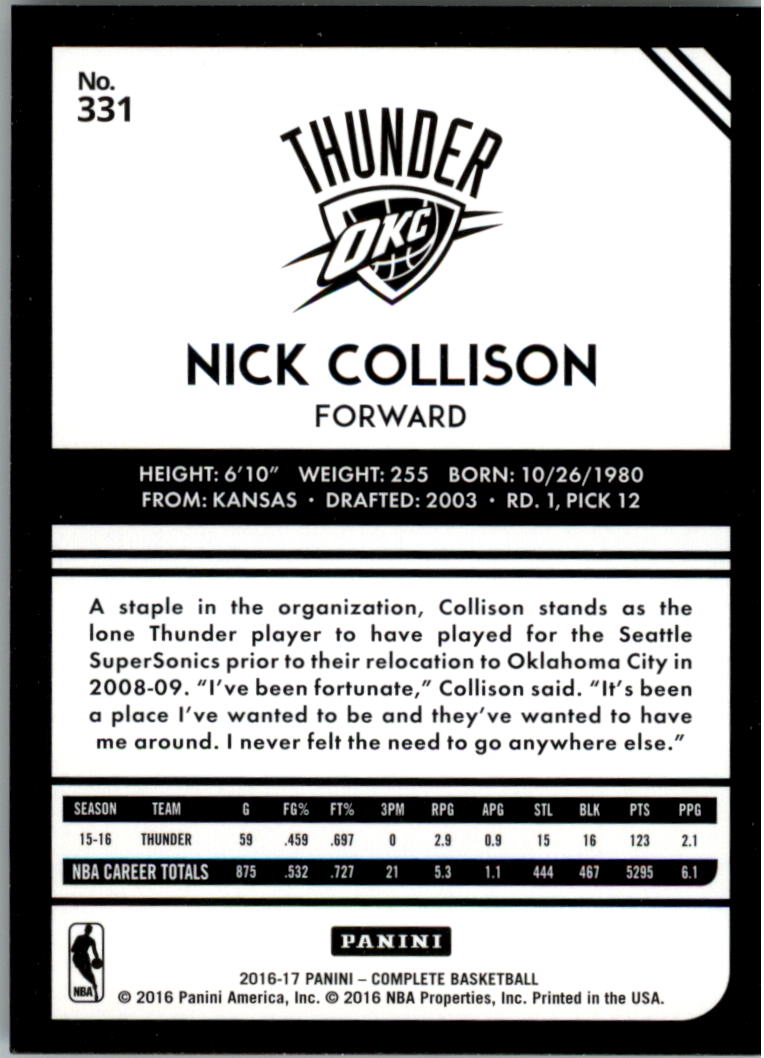 No.
331
THUNDER
OKC
NICK COLLISON
FORWARD
HEIGHT: 6'10" WEIGHT: 255 BORN: 10/26/1980
FROM: KANSAS • DRAFTED: 2003 • RD. 1, PICK 12
A staple in the organization, Collison stands as the
lone Thunder player to have played for the Seattle
SuperSonics prior to their relocation to Oklahoma City in
2008-09. “I’ve been fortunate,” Collison said. “It’s been
a place I’ve wanted to be and they’ve wanted to have
me around. I never felt the need to go anywhere else.”
SEASON TEAM G FG% FT% 3PM RPG APG STL BLK PTS PPG
15-16 THUNDER 59 .459 .697 0 2.9 0.9 15 16 123 2.1
NBA CAREER TOTALS 875 .532 .727 21 5.3 1.1 444 467 5295 6.1
PANINI
NBA
2016-17 PANINI – COMPLETE BASKETBALL
© 2016 Panini America, Inc. © 2016 NBA Properties, Inc. Printed in the USA.